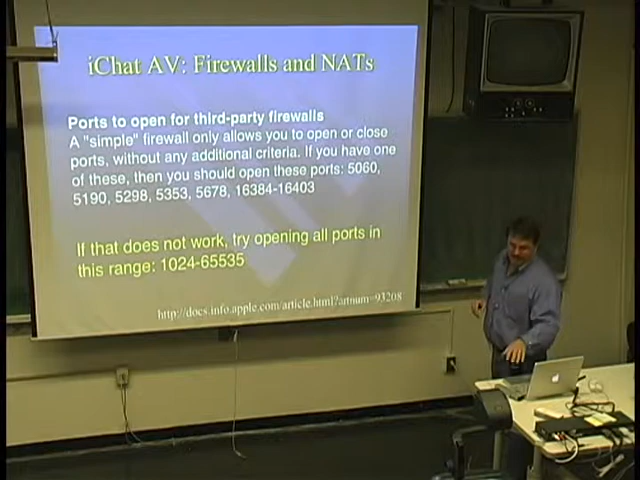 iChat AV: Firewalls and NATs
Ports to open for third-party firewalls
A "simple" firewall only allows you to open or close
ports, without any additional criteria. If you have one
of these, then you should open these ports: 5060,
5190, 5298, 5353, 5678, 16384-16403
If that does not work, try opening all ports in
this range: 1024-65535
http://docs.info.apple.com/article.html?artnum=93208